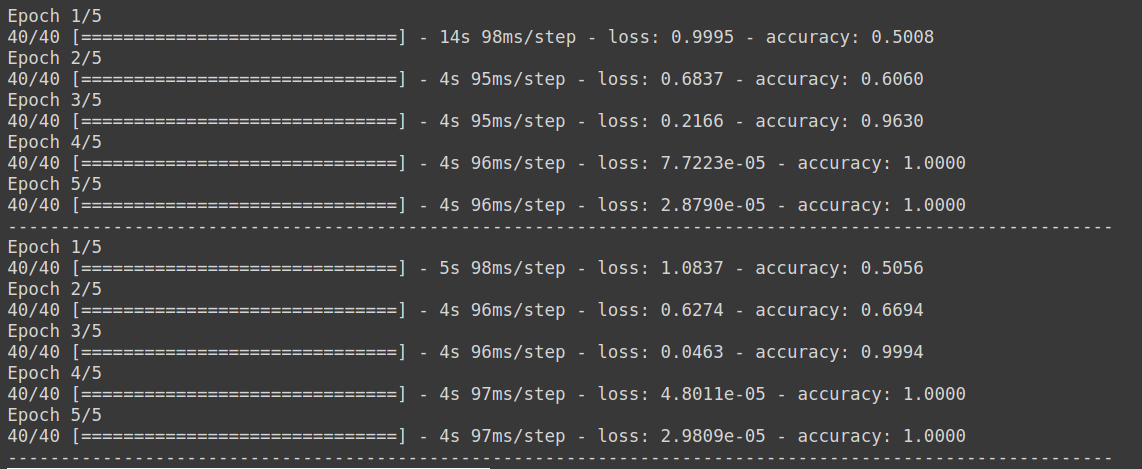 Epoch 1/5
40/40 [==============================] - 14s 98ms/step - loss: 0.9995 - accuracy: 0.5008
Epoch 2/5
40/40 [==============================] - 4s 95ms/step - loss: 0.6837 - accuracy: 0.6060
Epoch 3/5
40/40 [==============================] - 4s 95ms/step - loss: 0.2166 - accuracy: 0.9630
Epoch 4/5
40/40 [==============================] - 4s 96ms/step - loss: 7.7223e-05 - accuracy: 1.0000
Epoch 5/5
40/40 [==============================] - 4s 96ms/step - loss: 2.8790e-05 - accuracy: 1.0000
---------------------------------------------------------------------------------------------------------
Epoch 1/5
40/40 [==============================] - 5s 98ms/step - loss: 1.0837 - accuracy: 0.5056
Epoch 2/5
40/40 [==============================] - 4s 96ms/step - loss: 0.6274 - accuracy: 0.6694
Epoch 3/5
40/40 [==============================] - 4s 96ms/step - loss: 0.0463 - accuracy: 0.9994
Epoch 4/5
40/40 [==============================] - 4s 97ms/step - loss: 4.8011e-05 - accuracy: 1.0000
Epoch 5/5
40/40 [==============================] - 4s 97ms/step - loss: 2.9809e-05 - accuracy: 1.0000
---------------------------------------------------------------------------------------------------------